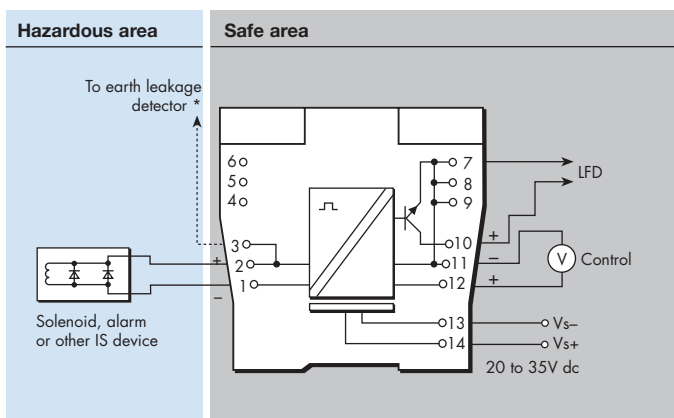 Hazardous area
Safe area
To earth leakage
detector *
6
5
4
3
+
2
1
−
7
8
9
10
11
12
13
14
LFD
+
−
+
V
Control
Vs–
Vs+
20 to 35V dc
Solenoid, alarm
or other IS device